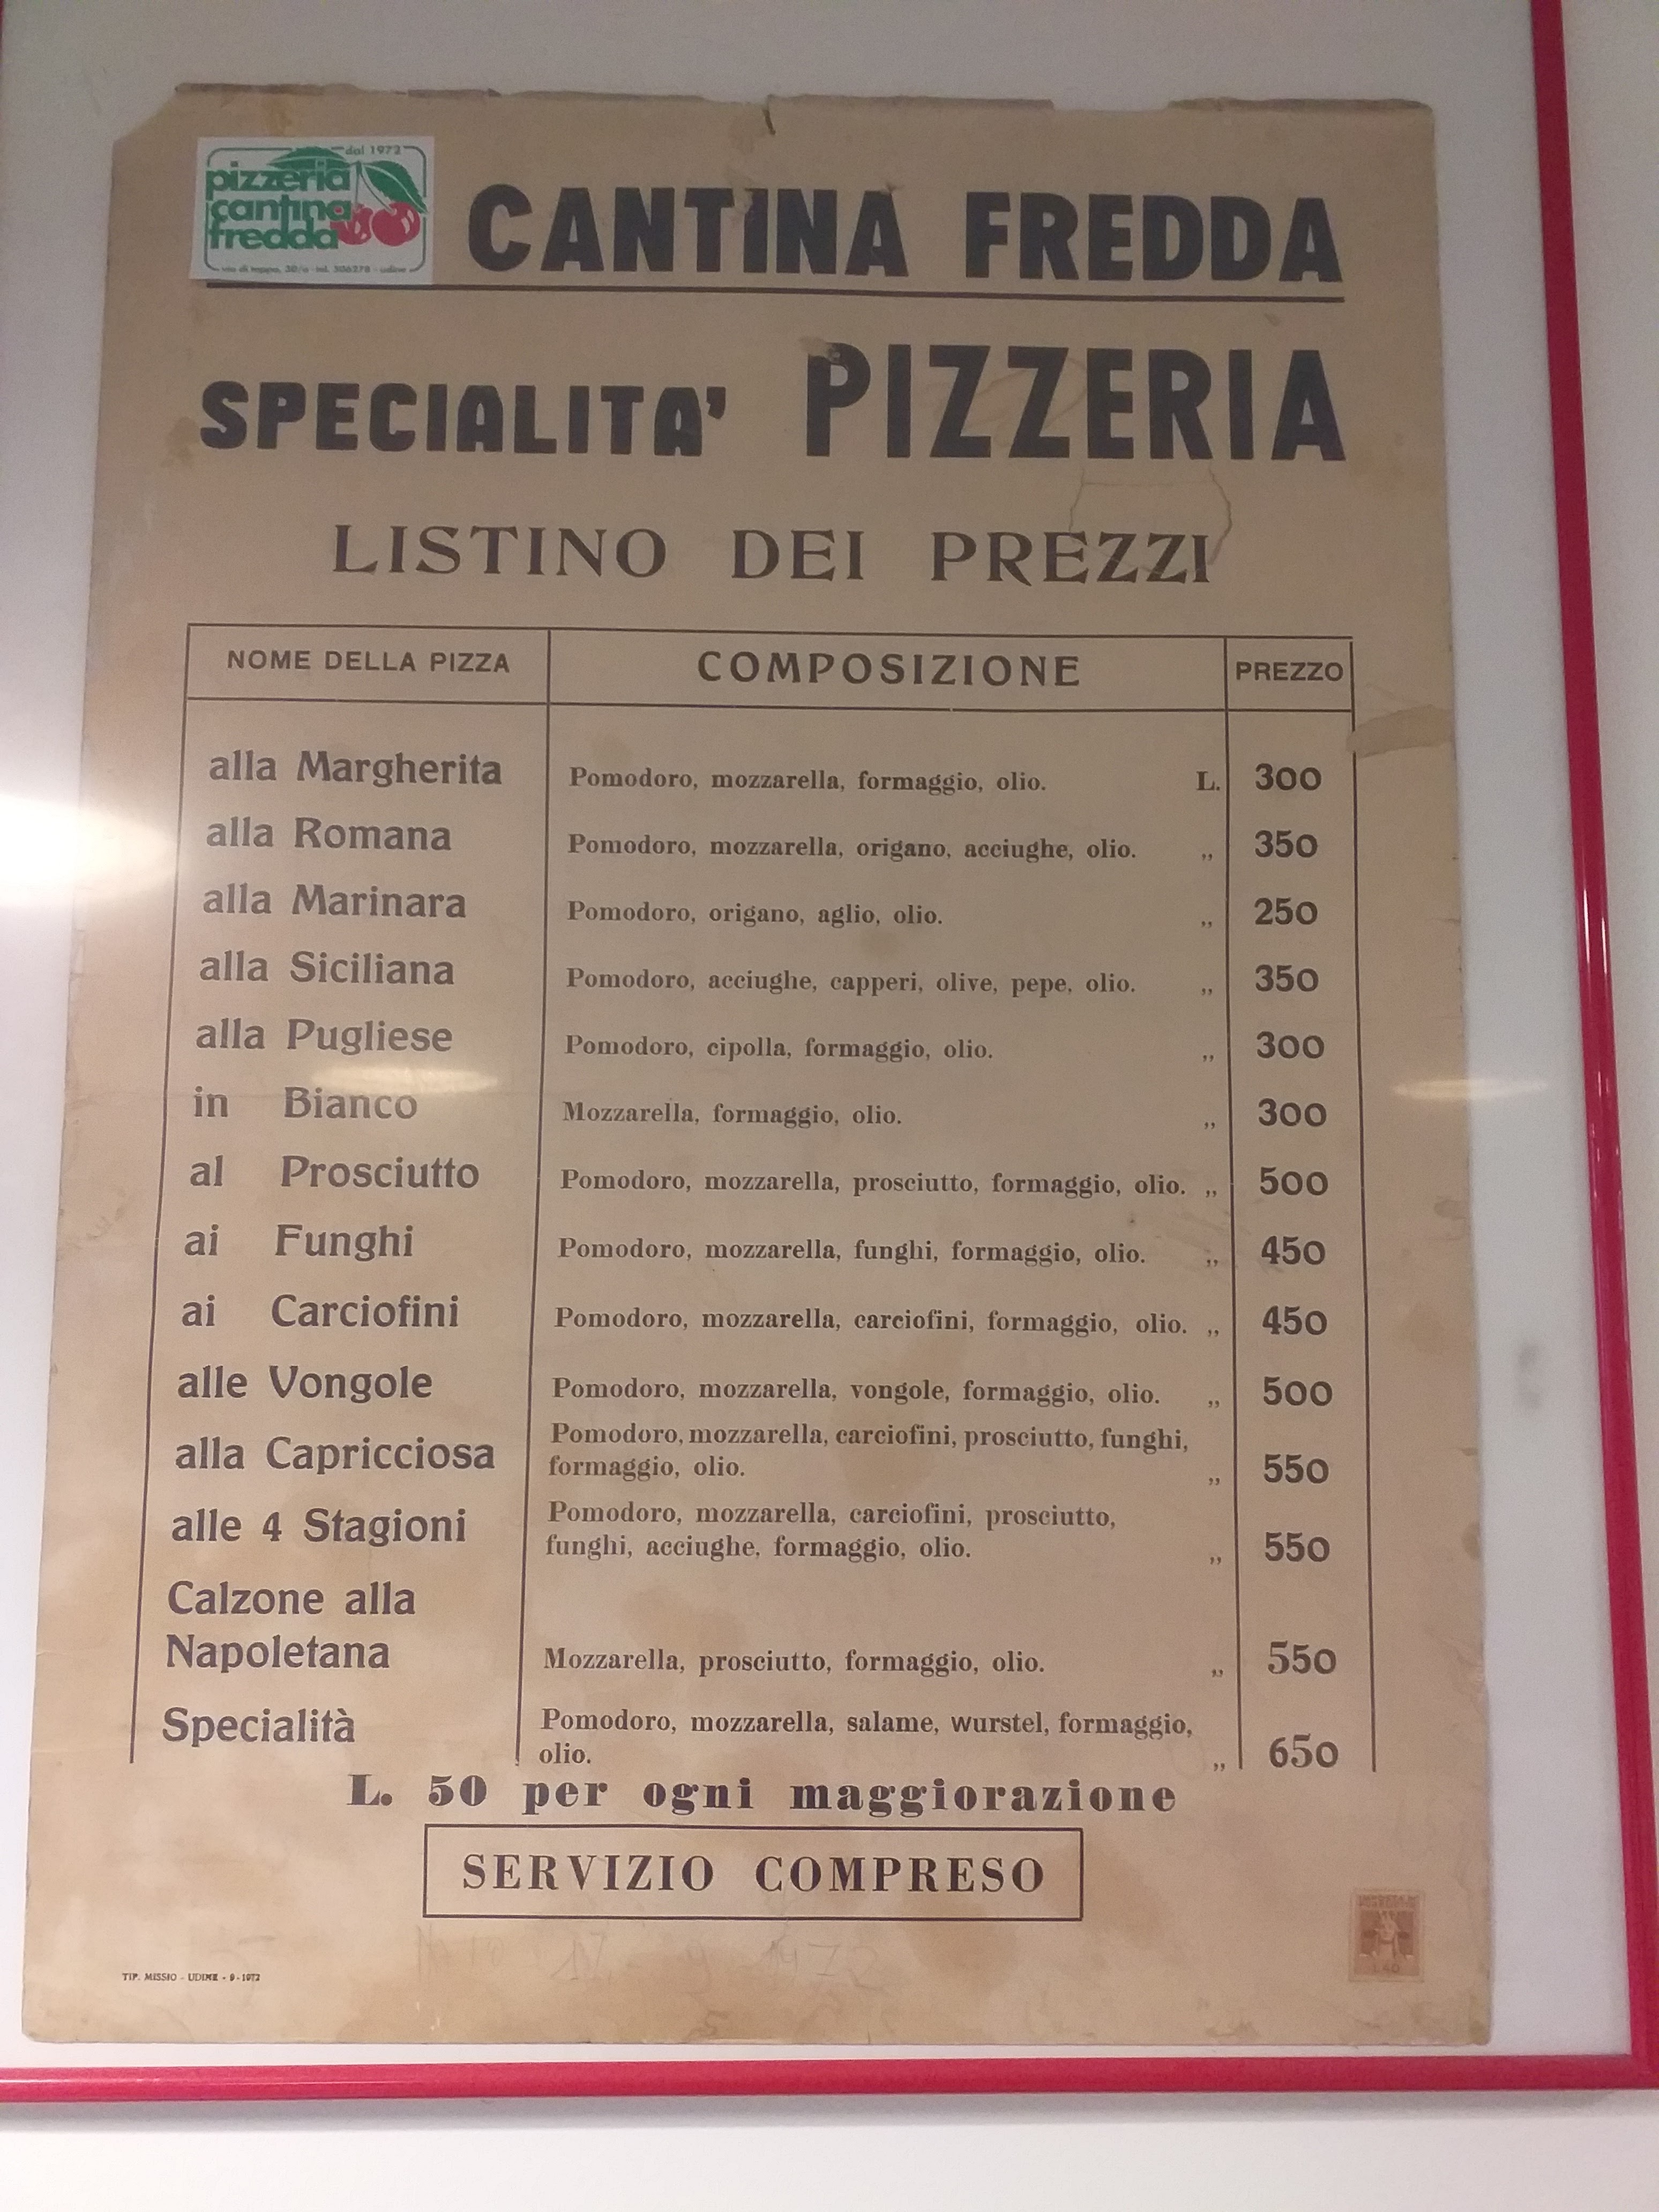 dal 1972
pizzeria
cantina
fredda
CANTINA FREDDA
SPECIALITA' PIZZERIA
LISTINO DEI PREZZI
NOME DELLA PIZZA COMPOSIZIONE PREZZO
alla Margherita Pomodoro, mozzarella, formaggio, olio. L. 300
alla Romana Pomodoro, mozzarella, origano, acciughe, olio. „ 350
alla Marinara Pomodoro, origano, aglio, olio. „ 250
alla Siciliana Pomodoro, acciughe, capperi, olive, pepe, olio. „ 350
alla Pugliese Pomodoro, cipolla, formaggio, olio. „ 300
in Bianco Mozzarella, formaggio, olio. „ 300
al Prosciutto Pomodoro, mozzarella, prosciutto, formaggio, olio. „ 500
ai Funghi Pomodoro, mozzarella, funghi, formaggio, olio. „ 450
ai Carciofini Pomodoro, mozzarella, carciofini, formaggio, olio. „ 450
alle Vongole Pomodoro, mozzarella, vongole, formaggio, olio. „ 500
alla Capricciosa Pomodoro, mozzarella, carciofini, prosciutto, funghi,
formaggio, olio. „ 550
alle 4 Stagioni Pomodoro, mozzarella, carciofini, prosciutto,
funghi, acciughe, formaggio, olio. „ 550
Calzone alla
Napoletana Mozzarella, prosciutto, formaggio, olio. „ 550
Specialità Pomodoro, mozzarella, salame, wurstel, formaggio,
olio. „ 650
L. 50 per ogni maggiorazione
SERVIZIO COMPRESO
TIP. MISSIO - UDINE - 9 - 1972